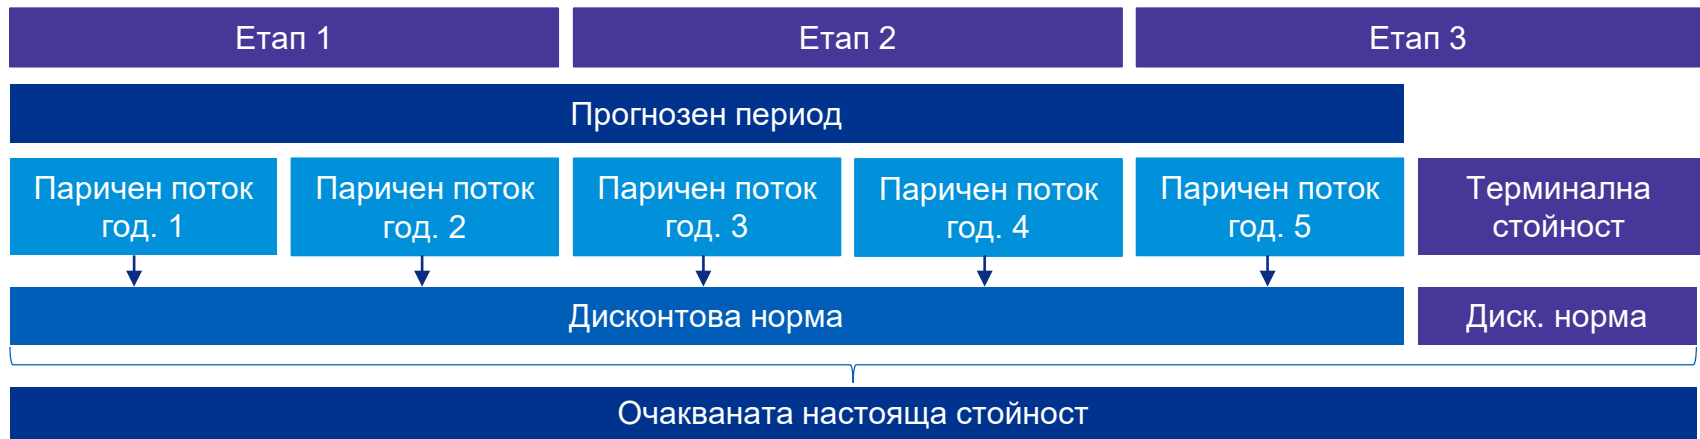 Етап 1
Етап 2
Етап 3
Прогнозен период
Паричен поток
год. 1
Паричен поток
год. 2
Паричен поток
год. 3
Паричен поток
год. 4
Паричен поток
год. 5
Терминална
стойност
Дисконтова норма
Диск. норма
Очакваната настояща стойност